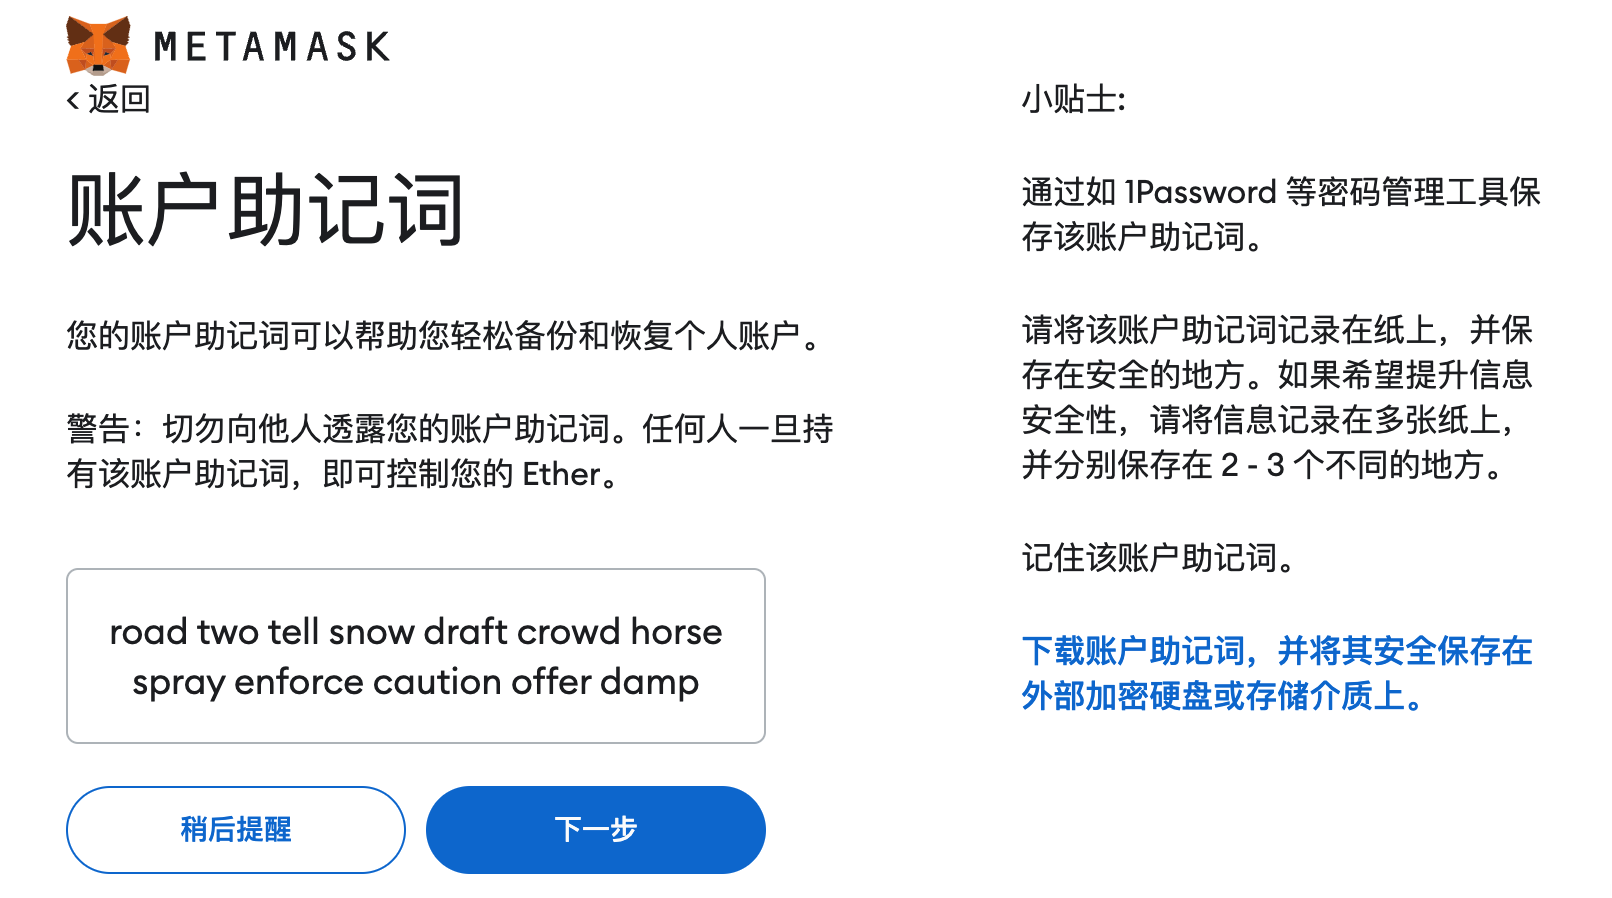 METAMASK
< 返回
账户助记词
您的账户助记词可以帮助您轻松备份和恢复个人账户。
警告：切勿向他人透露您的账户助记词。任何人一旦持
有该账户助记词，即可控制您的 Ether。
road two tell snow draft crowd horse
spray enforce caution offer damp
稍后提醒
下一步
小贴士:
通过如 1Password 等密码管理工具保
存该账户助记词。
请将该账户助记词记录在纸上，并保
存在安全的地方。如果希望提升信息
安全性，请将信息记录在多张纸上，
并分别保存在 2 - 3 个不同的地方。
记住该账户助记词。
下载账户助记词，并将其安全保存在
外部加密硬盘或存储介质上。